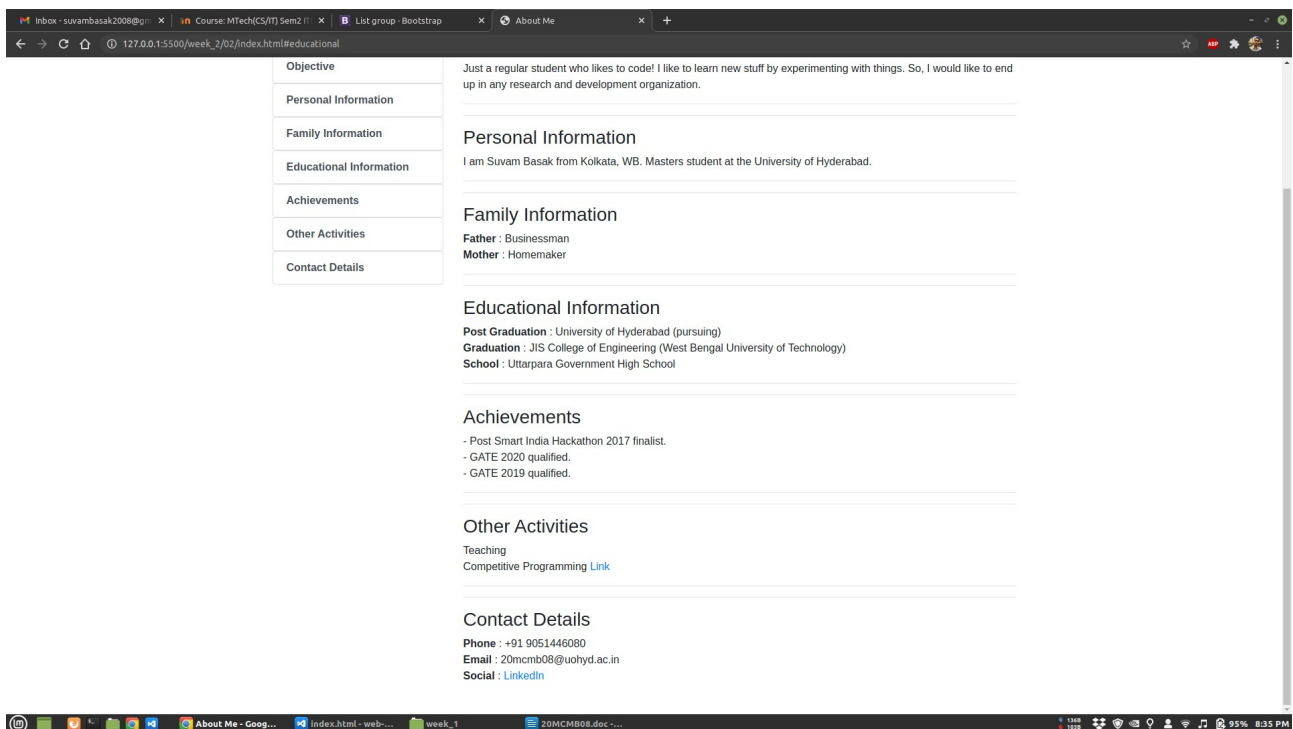 Inbox - suvambasak2008@gm
Course: MTech(CS/IT) Sem2 IT
B List group · Bootstrap
About Me
127.0.0.1:5500/week_2/02/index.html#educational
ABP
Objective
Personal Information
Family Information
Educational Information
Achievements
Other Activities
Contact Details
Just a regular student who likes to code! I like to learn new stuff by experimenting with things. So, I would like to end
up in any research and development organization.
Personal Information
I am Suvam Basak from Kolkata, WB. Masters student at the University of Hyderabad.
Family Information
Father : Businessman
Mother : Homemaker
Educational Information
Post Graduation : University of Hyderabad (pursuing)
Graduation : JIS College of Engineering (West Bengal University of Technology)
School : Uttarpara Government High School
Achievements
- Post Smart India Hackathon 2017 finalist.
- GATE 2020 qualified.
- GATE 2019 qualified.
Other Activities
Teaching
Competitive Programming Link
Contact Details
Phone : +91 9051446080
Email : 20mcmb08@uohyd.ac.in
Social : LinkedIn
About Me - Goog...
index.html - web-...
week_1
20MCMB08.doc -...
95% 8:35 PM